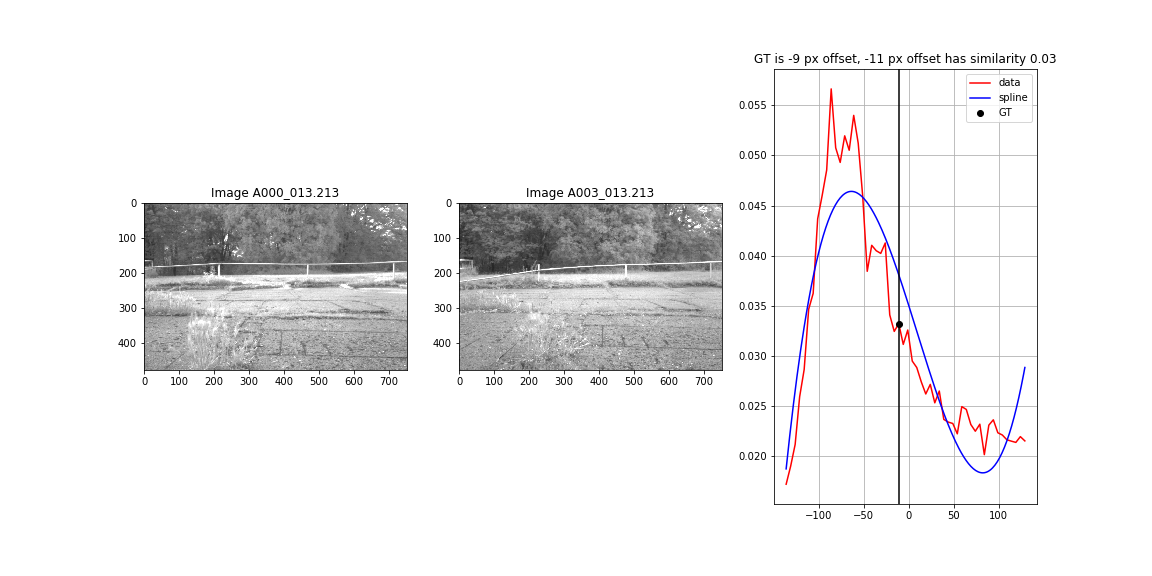 GT is -9 px offset, -11 px offset has similarity 0.03
data
spline
GT
0.055
0.050
0.045
0.040
0.035
0.030
0.025
0.020
−100 −50 0 50 100
Image A000_013.213
0
100
200
300
400
0 100 200 300 400 500 600 700
Image A003_013.213
0
100
200
300
400
0 100 200 300 400 500 600 700